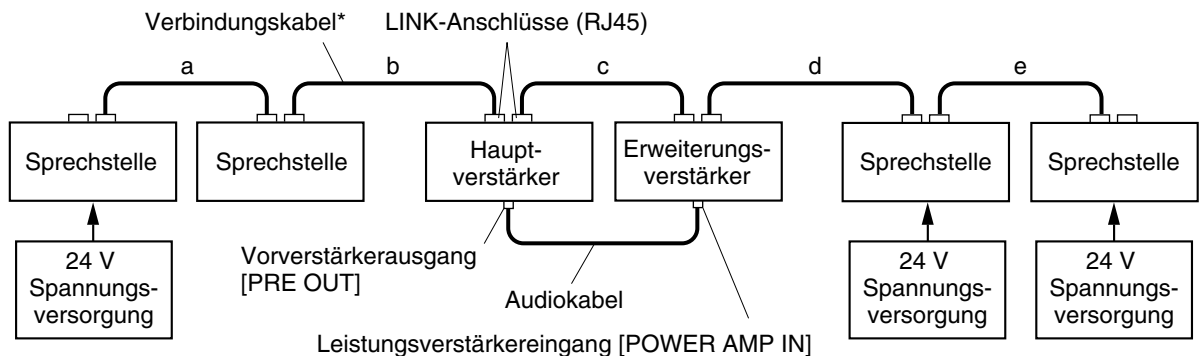 Verbindungskabel*
LINK-Anschlüsse (RJ45)
a
b
c
d
e
Sprechstelle
Sprechstelle
Haupt-
verstärker
Erweiterungs-
verstärker
Sprechstelle
Sprechstelle
24 V
Spannungs-
versorgung
Vorverstärkerausgang
[PRE OUT]
Audiokabel
24 V
Spannungs-
versorgung
24 V
Spannungs-
versorgung
Leistungsverstärkereingang [POWER AMP IN]